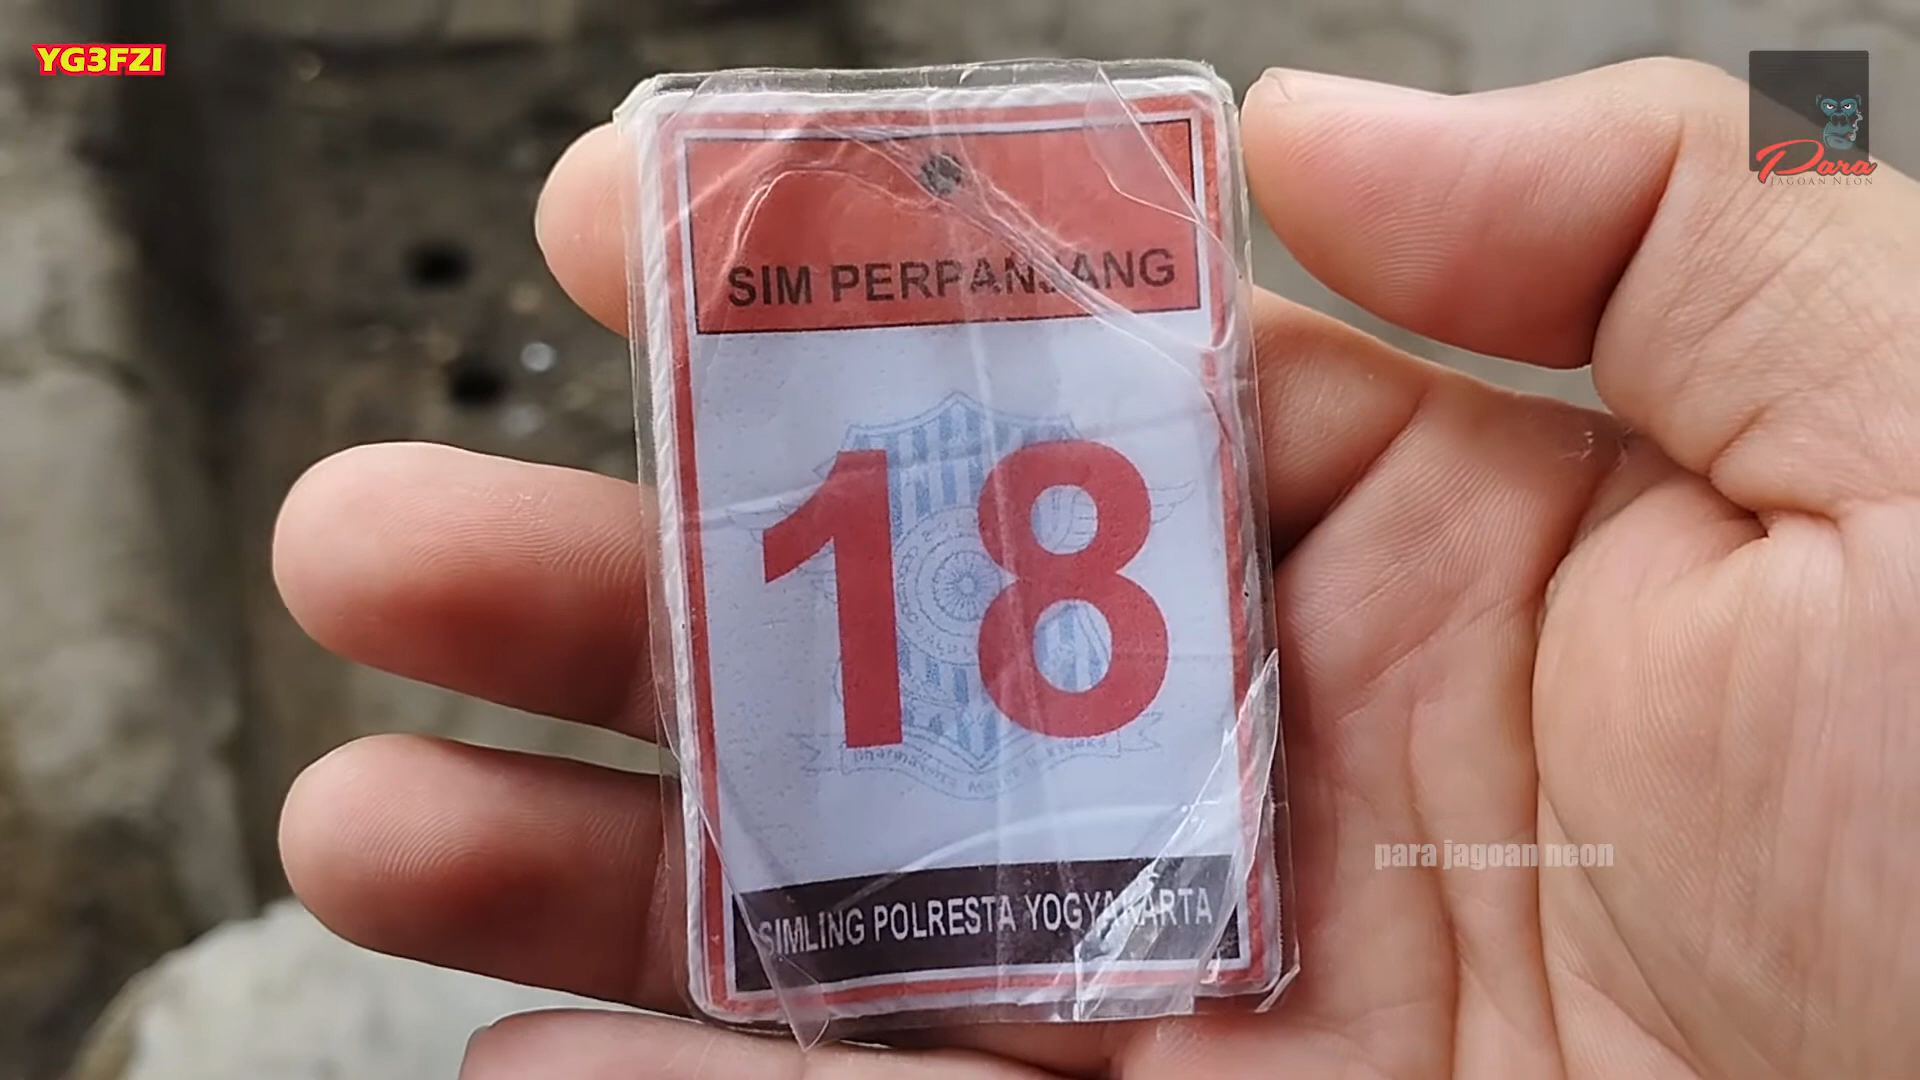 YG3FZI
Para
JAGOAN NEON
SIM PERPANJANG
18
SIMLING POLRESTA YOGYAKARTA
para jagoan neon